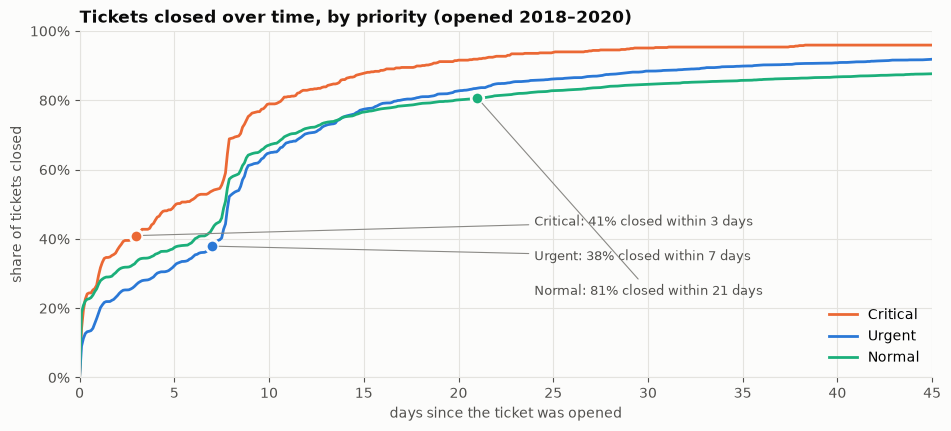 Tickets closed over time, by priority (opened 2018–2020)
share of tickets closed
100%
80%
60%
40%
20%
0%
Critical: 41% closed within 3 days
Urgent: 38% closed within 7 days
Normal: 81% closed within 21 days
Critical
Urgent
Normal
0 5 10 15 20 25 30 35 40 45
days since the ticket was opened